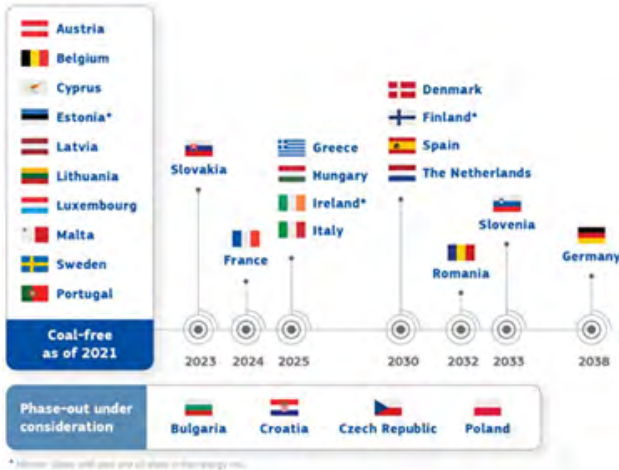 Austria
Belgium
Cyprus
Estonia*
Latvia
Lithuania
Luxembourg
Malta
Sweden
Portugal
Coal-free
as of 2021
Slovakia
2023
France
2024
Greece
Hungary
Ireland*
Italy
2025
Denmark
Finland*
Spain
The Netherlands
2030
Romania
2032
Slovenia
2033
Germany
2038
Phase-out under
consideration
Bulgaria
Croatia
Czech Republic
Poland